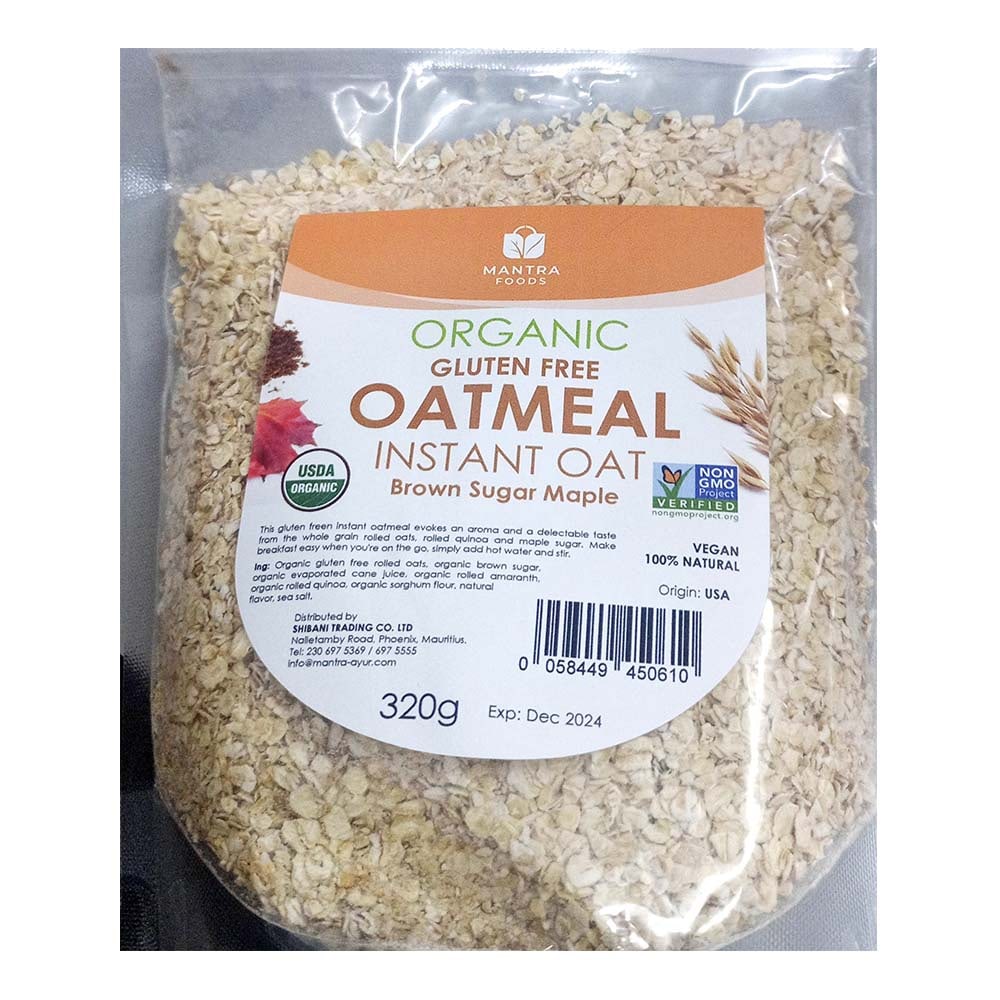 MANTRA
FOODS
ORGANIC
GLUTEN FREE
OATMEAL
INSTANT OAT
Brown Sugar Maple
USDA
ORGANIC
NON
GMO
Project
VERIFIED
nongmoproject.org
This gluten freen instant oatmeal evokes an aroma and a delectable taste
from the whole grain rolled oats, rolled quinoa and maple sugar. Make
breakfast easy when you're on the go, simply add hot water and stir.
Ing: Organic gluten free rolled oats, organic brown sugar,
organic evaporated cane juice, organic rolled amaranth,
organic rolled quinoa, organic sorghum flour, natural
flavor, sea salt.
VEGAN
100% NATURAL
Origin: USA
Distributed by
SHIBANI TRADING CO. LTD
Nalletamby Road, Phoenix, Mauritius.
Tel: 230 697 5369 / 697 5555
info@mantra-ayur.com
0 058449 450610
320g Exp: Dec 2024